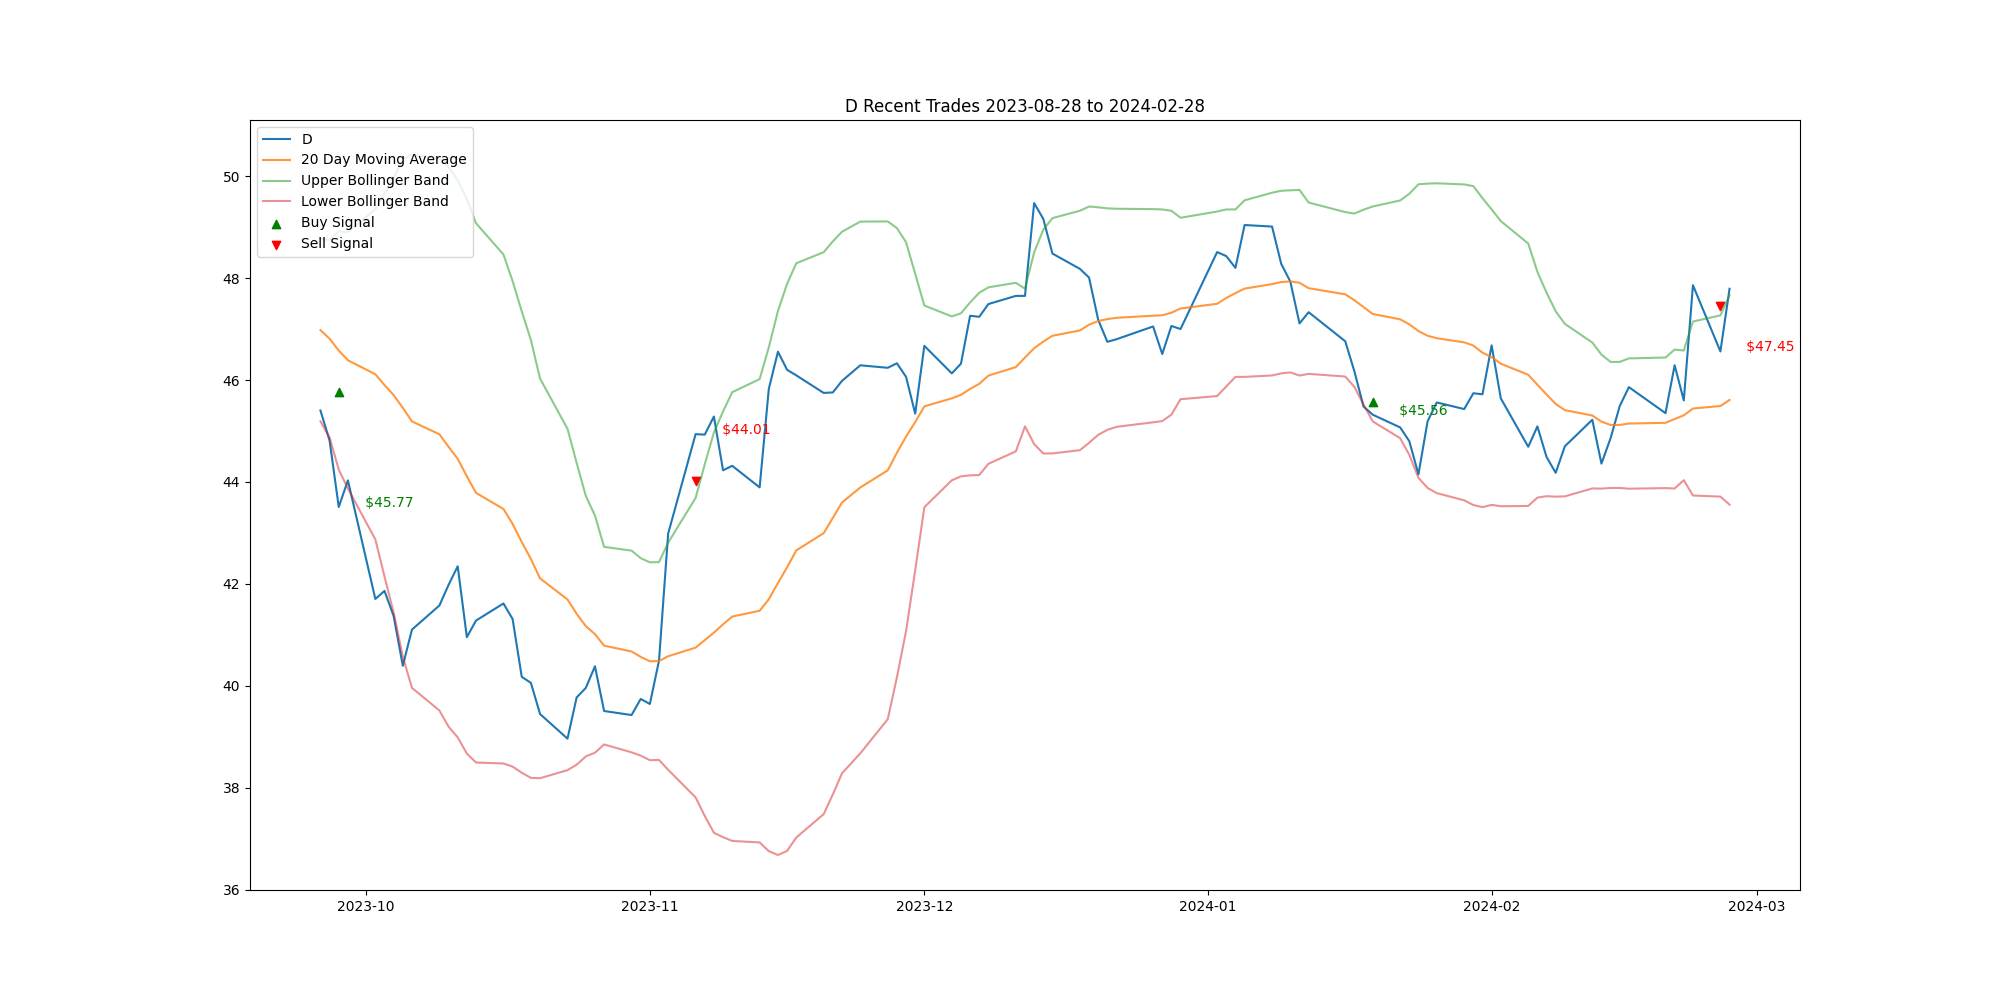 D Recent Trades 2023-08-28 to 2024-02-28
D
20 Day Moving Average
Upper Bollinger Band
Lower Bollinger Band
Buy Signal
Sell Signal
50
48
46
44
42
40
38
36
$45.77
$44.01
$45.56
$47.45
2023-10
2023-11
2023-12
2024-01
2024-02
2024-03